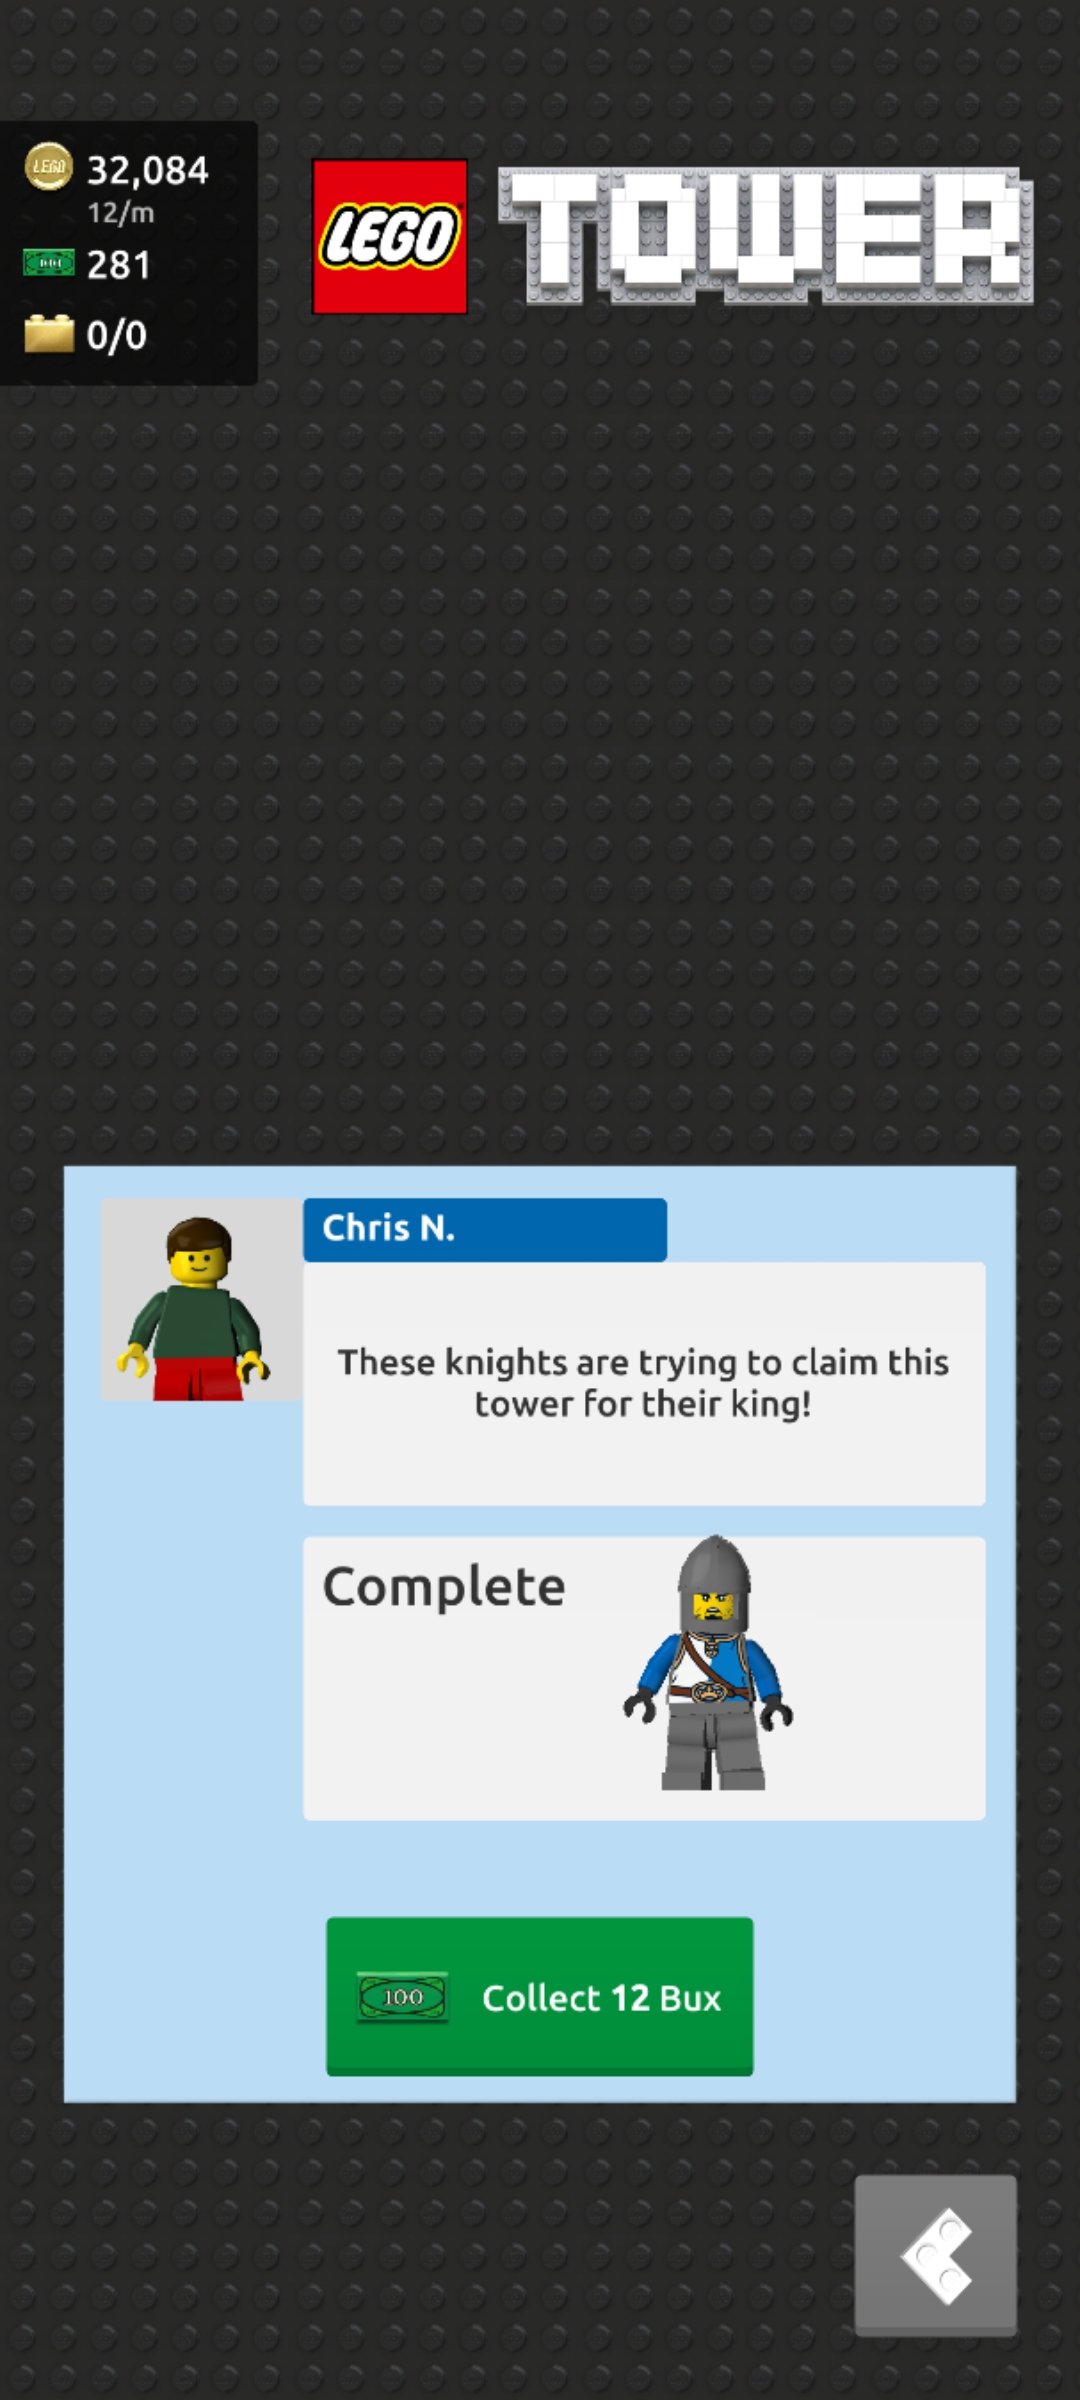 32,084
12/m
281
0/0
LEGO TOWER
Chris N.
These knights are trying to claim this
tower for their king!
Complete
100
Collect 12 Bux